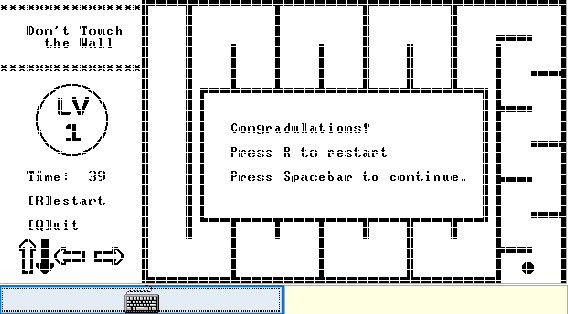 Don't Touch
the Wall
LV
1
Time: 39
[R]estart
[Q]uit
Congradulations!
Press R to restart
Press Spacebar to continue.